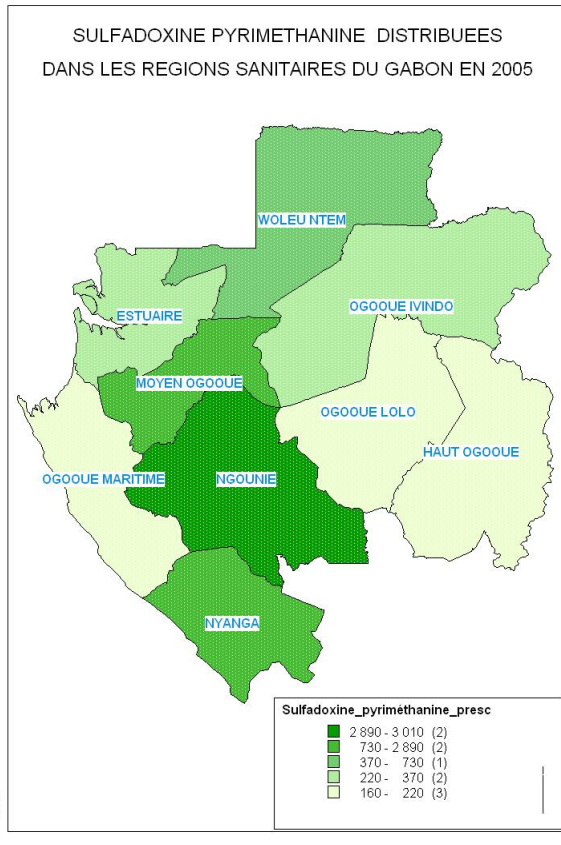 SULFADOXINE PYRIMETHANINE DISTRIBUEES
DANS LES REGIONS SANITAIRES DU GABON EN 2005
WOLEU NTEM
OGOOUE IVINDO
ESTUAIRE
MOYEN OGOOUE
OGOOUE LOLO
HAUT OGOOUE
OGOOUE MARITIME
NGOUNIE
NYANGA
Sulfadoxine_pyriméthanine_presc
2 890 - 3 010 (2)
730 - 2 890 (2)
370 - 730 (1)
220 - 370 (2)
160 - 220 (3)